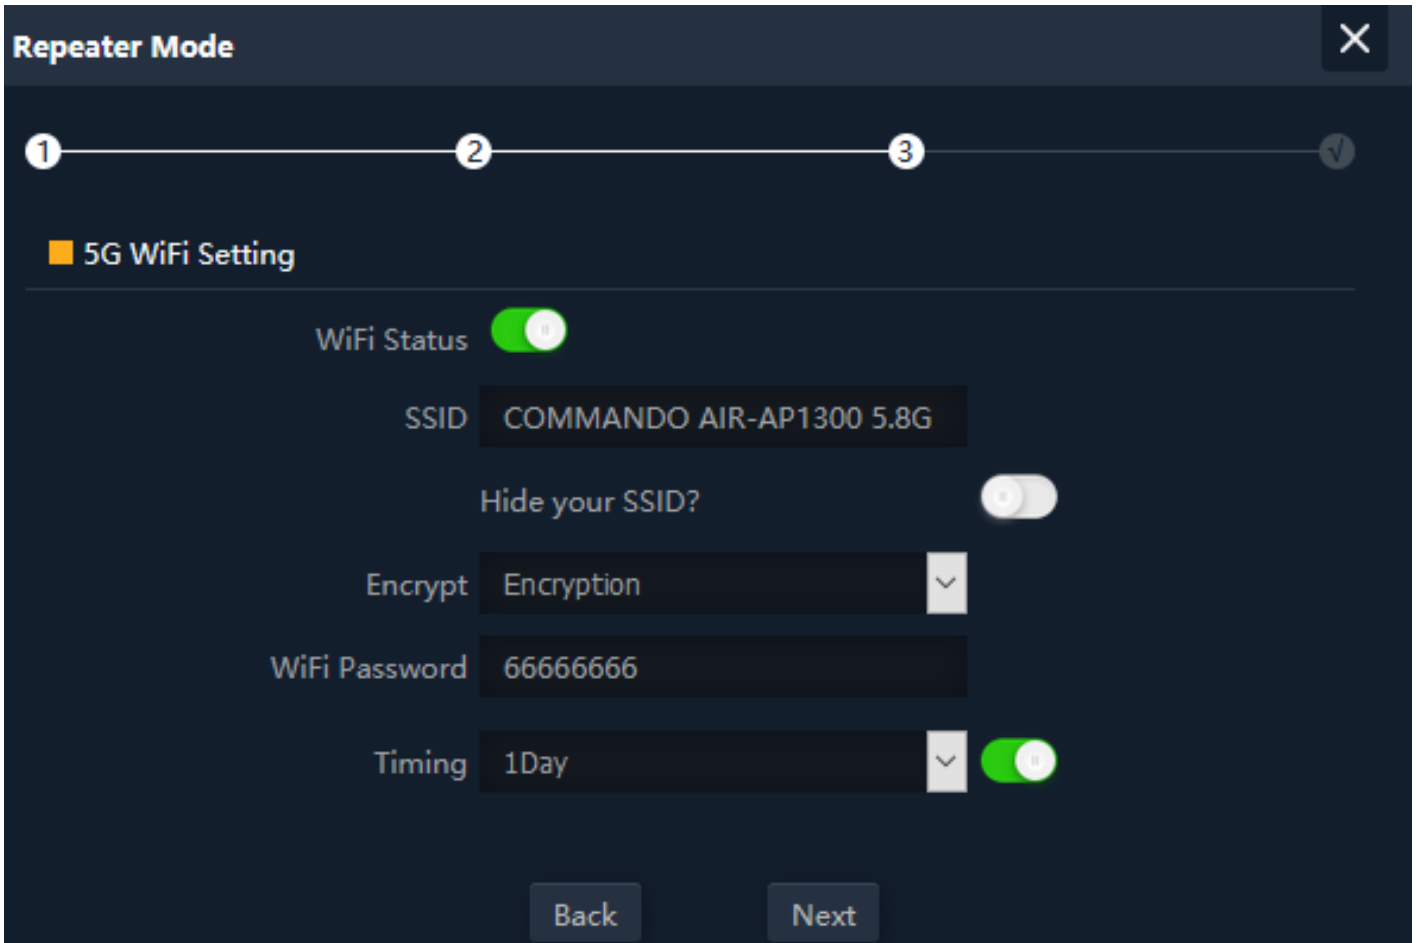 Repeater Mode
1 2 3 √
5G WiFi Setting
WiFi Status
SSID COMMANDO AIR-AP1300 5.8G
Hide your SSID?
Encrypt Encryption
WiFi Password 66666666
Timing 1Day
Back Next